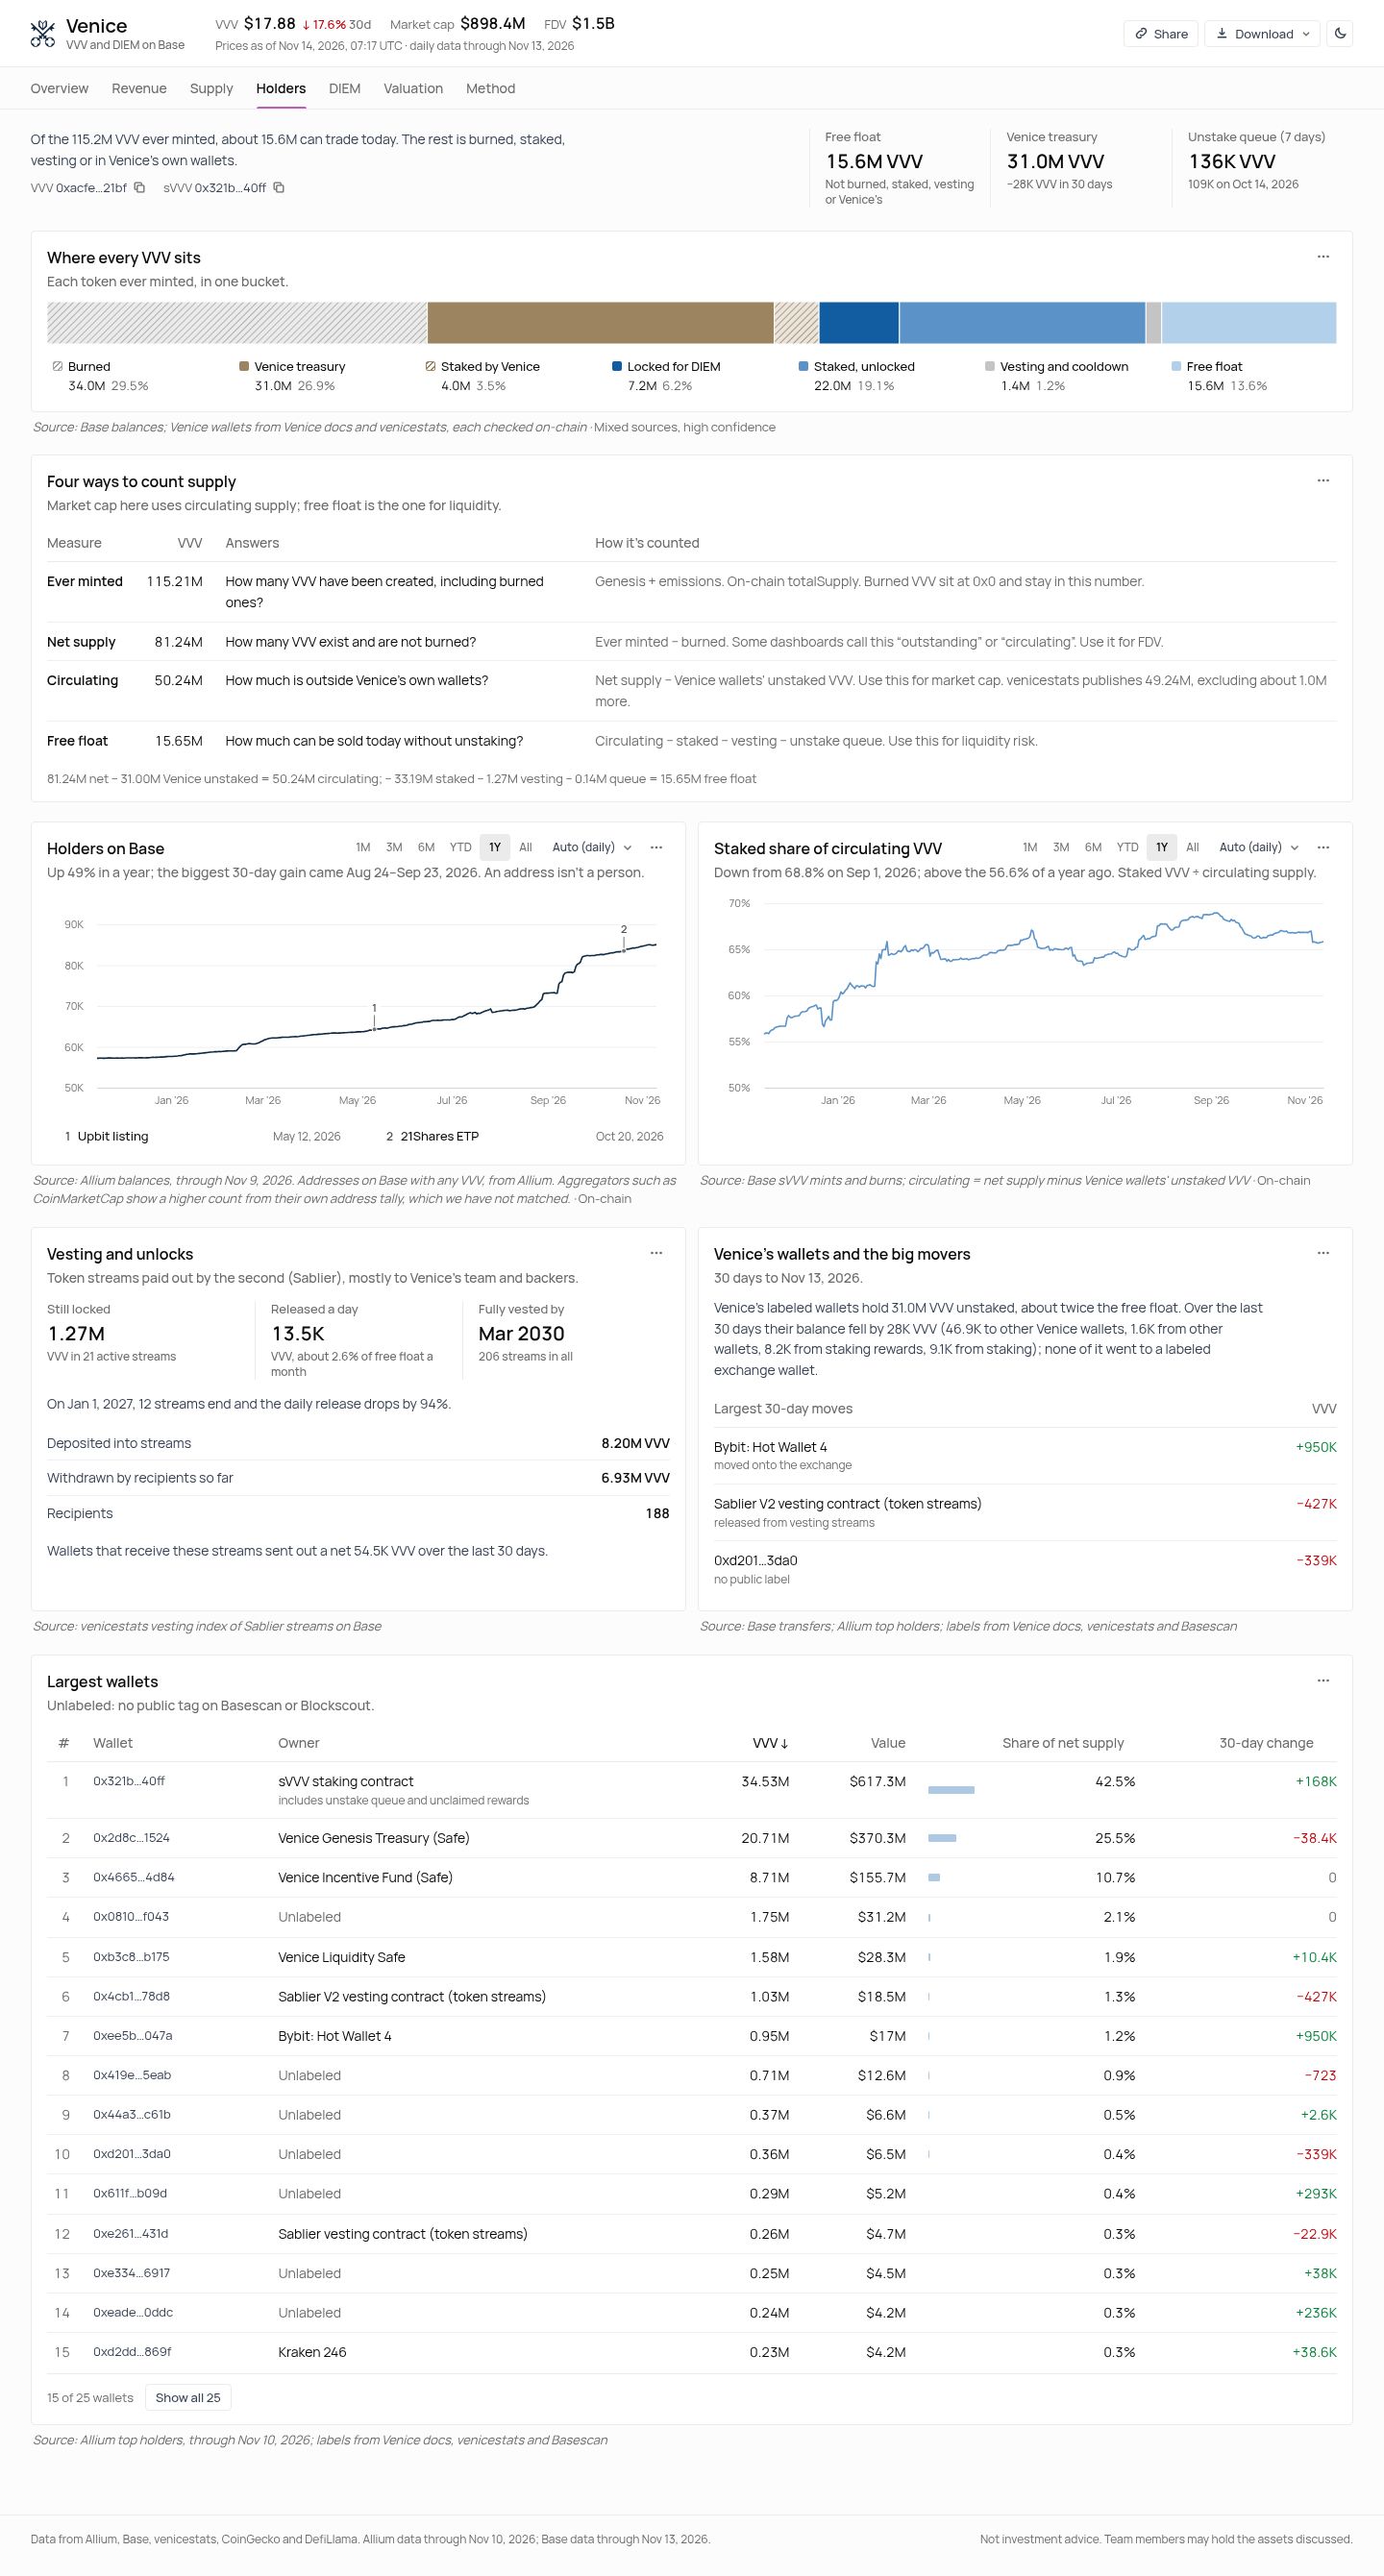 Venice
VVV and DIEM on Base
VVV $17.88 ↓ 17.6% 30d Market cap $898.4M FDV $1.5B
Prices as of Nov 14, 2026, 07:17 UTC · daily data through Nov 13, 2026
Share Download
Overview Revenue Supply Holders DIEM Valuation Method
Of the 115.2M VVV ever minted, about 15.6M can trade today. The rest is burned, staked,
vesting or in Venice's own wallets.
VVV 0xacfe…21bf sVVV 0x321b…40ff
Free float
15.6M VVV
Not burned, staked, vesting
or Venice's
Venice treasury
31.0M VVV
−28K VVV in 30 days
Unstake queue (7 days)
136K VVV
109K on Oct 14, 2026
Where every VVV sits
Each token ever minted, in one bucket.
Burned
34.0M 29.5%
Venice treasury
31.0M 26.9%
Staked by Venice
4.0M 3.5%
Locked for DIEM
7.2M 6.2%
Staked, unlocked
22.0M 19.1%
Vesting and cooldown
1.4M 1.2%
Free float
15.6M 13.6%
Source: Base balances; Venice wallets from Venice docs and venicestats, each checked on-chain · Mixed sources, high confidence
Four ways to count supply
Market cap here uses circulating supply; free float is the one for liquidity.
Measure VVV Answers How it's counted
Ever minted 115.21M How many VVV have been created, including burned ones? Genesis + emissions. On-chain totalSupply. Burned VVV sit at 0x0 and stay in this number.
Net supply 81.24M How many VVV exist and are not burned? Ever minted − burned. Some dashboards call this “outstanding” or “circulating”. Use it for FDV.
Circulating 50.24M How much is outside Venice's own wallets? Net supply − Venice wallets' unstaked VVV. Use this for market cap. venicestats publishes 49.24M, excluding about 1.0M more.
Free float 15.65M How much can be sold today without unstaking? Circulating − staked − vesting − unstake queue. Use this for liquidity risk.
81.24M net − 31.00M Venice unstaked = 50.24M circulating; − 33.19M staked − 1.27M vesting − 0.14M queue = 15.65M free float
Holders on Base
1M 3M 6M YTD 1Y All Auto (daily)
Up 49% in a year; the biggest 30-day gain came Aug 24–Sep 23, 2026. An address isn't a person.
90K
80K
70K
60K
50K
1
2
Jan '26 Mar '26 May '26 Jul '26 Sep '26 Nov '26
1 Upbit listing May 12, 2026 2 21Shares ETP Oct 20, 2026
Source: Allium balances, through Nov 9, 2026. Addresses on Base with any VVV, from Allium. Aggregators such as
CoinMarketCap show a higher count from their own address tally, which we have not matched. · On-chain
Staked share of circulating VVV
1M 3M 6M YTD 1Y All Auto (daily)
Down from 68.8% on Sep 1, 2026; above the 56.6% of a year ago. Staked VVV ÷ circulating supply.
70%
65%
60%
55%
50%
Jan '26 Mar '26 May '26 Jul '26 Sep '26 Nov '26
Source: Base sVVV mints and burns; circulating = net supply minus Venice wallets' unstaked VVV · On-chain
Vesting and unlocks
Token streams paid out by the second (Sablier), mostly to Venice's team and backers.
Still locked
1.27M
VVV in 21 active streams
Released a day
13.5K
VVV, about 2.6% of free float a
month
Fully vested by
Mar 2030
206 streams in all
On Jan 1, 2027, 12 streams end and the daily release drops by 94%.
Deposited into streams 8.20M VVV
Withdrawn by recipients so far 6.93M VVV
Recipients 188
Wallets that receive these streams sent out a net 54.5K VVV over the last 30 days.
Source: venicestats vesting index of Sablier streams on Base
Venice's wallets and the big movers
30 days to Nov 13, 2026.
Venice's labeled wallets hold 31.0M VVV unstaked, about twice the free float. Over the last
30 days their balance fell by 28K VVV (46.9K to other Venice wallets, 1.6K from other
wallets, 8.2K from staking rewards, 9.1K from staking); none of it went to a labeled
exchange wallet.
Largest 30-day moves VVV
Bybit: Hot Wallet 4 +950K
moved onto the exchange
Sablier V2 vesting contract (token streams) −427K
released from vesting streams
0xd201…3da0 −339K
no public label
Source: Base transfers; Allium top holders; labels from Venice docs, venicestats and Basescan
Largest wallets
Unlabeled: no public tag on Basescan or Blockscout.
# Wallet Owner VVV ↓ Value Share of net supply 30-day change
1 0x321b…40ff sVVV staking contract 34.53M $617.3M 42.5% +168K
includes unstake queue and unclaimed rewards
2 0x2d8c…1524 Venice Genesis Treasury (Safe) 20.71M $370.3M 25.5% −38.4K
3 0x4665…4d84 Venice Incentive Fund (Safe) 8.71M $155.7M 10.7% 0
4 0x0810…f043 Unlabeled 1.75M $31.2M 2.1% 0
5 0xb3c8…b175 Venice Liquidity Safe 1.58M $28.3M 1.9% +10.4K
6 0x4cb1…78d8 Sablier V2 vesting contract (token streams) 1.03M $18.5M 1.3% −427K
7 0xee5b…047a Bybit: Hot Wallet 4 0.95M $17M 1.2% +950K
8 0x419e…5eab Unlabeled 0.71M $12.6M 0.9% −723
9 0x44a3…c61b Unlabeled 0.37M $6.6M 0.5% +2.6K
10 0xd201…3da0 Unlabeled 0.36M $6.5M 0.4% −339K
11 0x611f…b09d Unlabeled 0.29M $5.2M 0.4% +293K
12 0xe261…431d Sablier vesting contract (token streams) 0.26M $4.7M 0.3% −22.9K
13 0xe334…6917 Unlabeled 0.25M $4.5M 0.3% +38K
14 0xeade…0ddc Unlabeled 0.24M $4.2M 0.3% +236K
15 0xd2dd…869f Kraken 246 0.23M $4.2M 0.3% +38.6K
15 of 25 wallets Show all 25
Source: Allium top holders, through Nov 10, 2026; labels from Venice docs, venicestats and Basescan
Data from Allium, Base, venicestats, CoinGecko and DefiLlama. Allium data through Nov 10, 2026; Base data through Nov 13, 2026.
Not investment advice. Team members may hold the assets discussed.